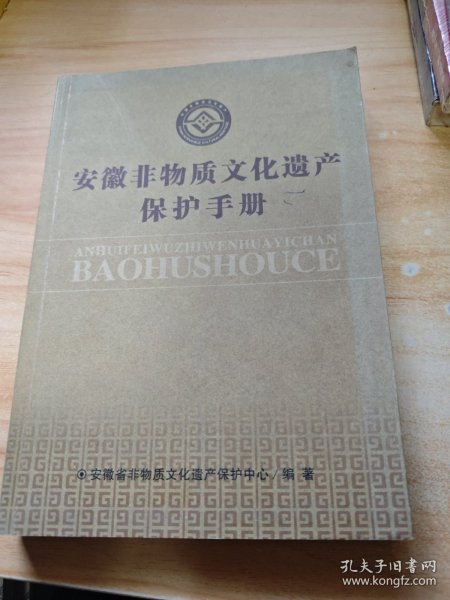 安徽非物质文化遗产
保护手册
ANHUIFEIWUZHIWENHUAYICHAN
BAOHUSHOUCE
安徽省非物质文化遗产保护中心/编 著
孔夫子旧书网
www.kongfz.com